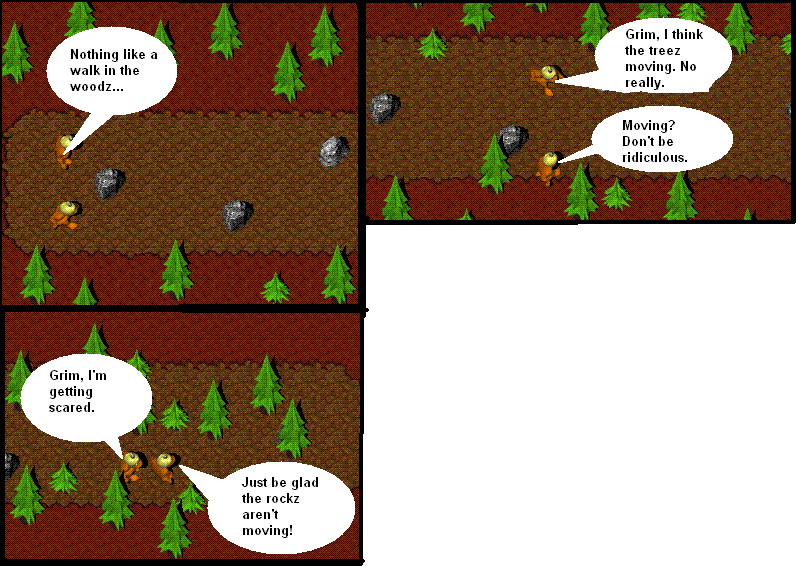 Nothing like a
walk in the
woodz...
Grim, I think
the treez
moving. No
really.
Moving?
Don't be
ridiculous.
Grim, I'm
getting
scared.
Just be glad
the rockz
aren't
moving!